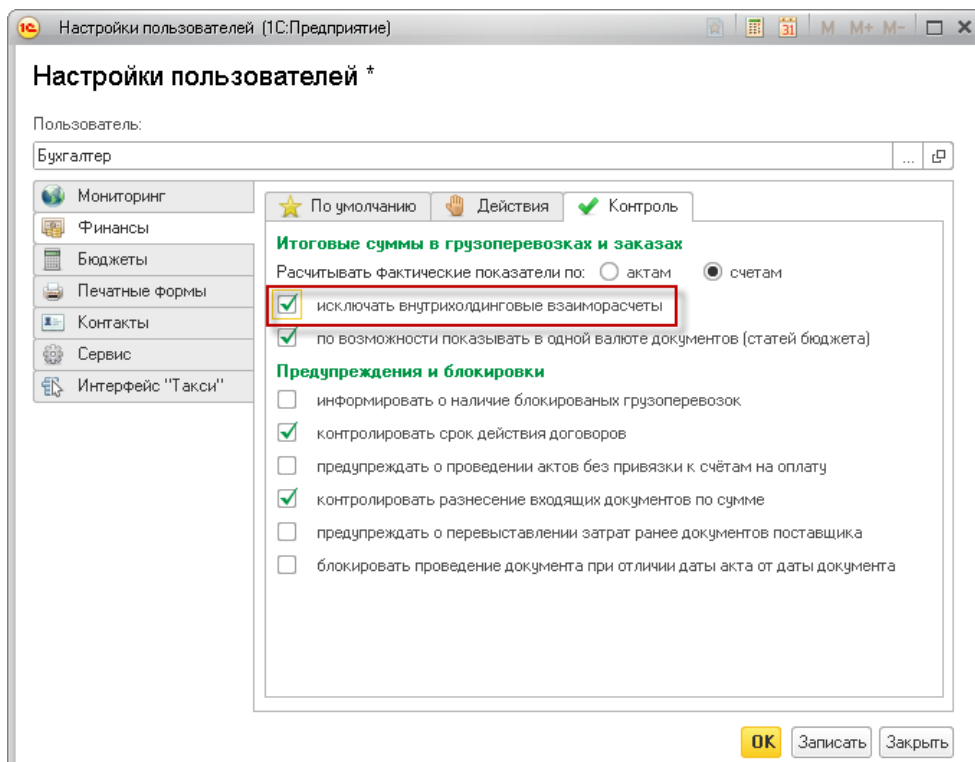 1С Настройки пользователей (1С:Предприятие) 31 M M+ M-
Настройки пользователей *
Пользователь:
Бухгалтер ...
Мониторинг
Финансы
Бюджеты
Печатные формы
Контакты
Сервис
Интерфейс "Такси"
По умолчанию Действия Контроль
Итоговые суммы в грузоперевозках и заказах
Расчитывать фактические показатели по: актам счетам
исключать внутрихолдинговые взаиморасчеты
по возможности показывать в одной валюте документов (статей бюджета)
Предупреждения и блокировки
информировать о наличие блокированых грузоперевозок
контролировать срок действия договоров
предупреждать о проведении актов без привязки к счётам на оплату
контролировать разнесение входящих документов по сумме
предупреждать о перевыставлении затрат ранее документов поставщика
блокировать проведение документа при отличии даты акта от даты документа
ОК Записать Закрыть